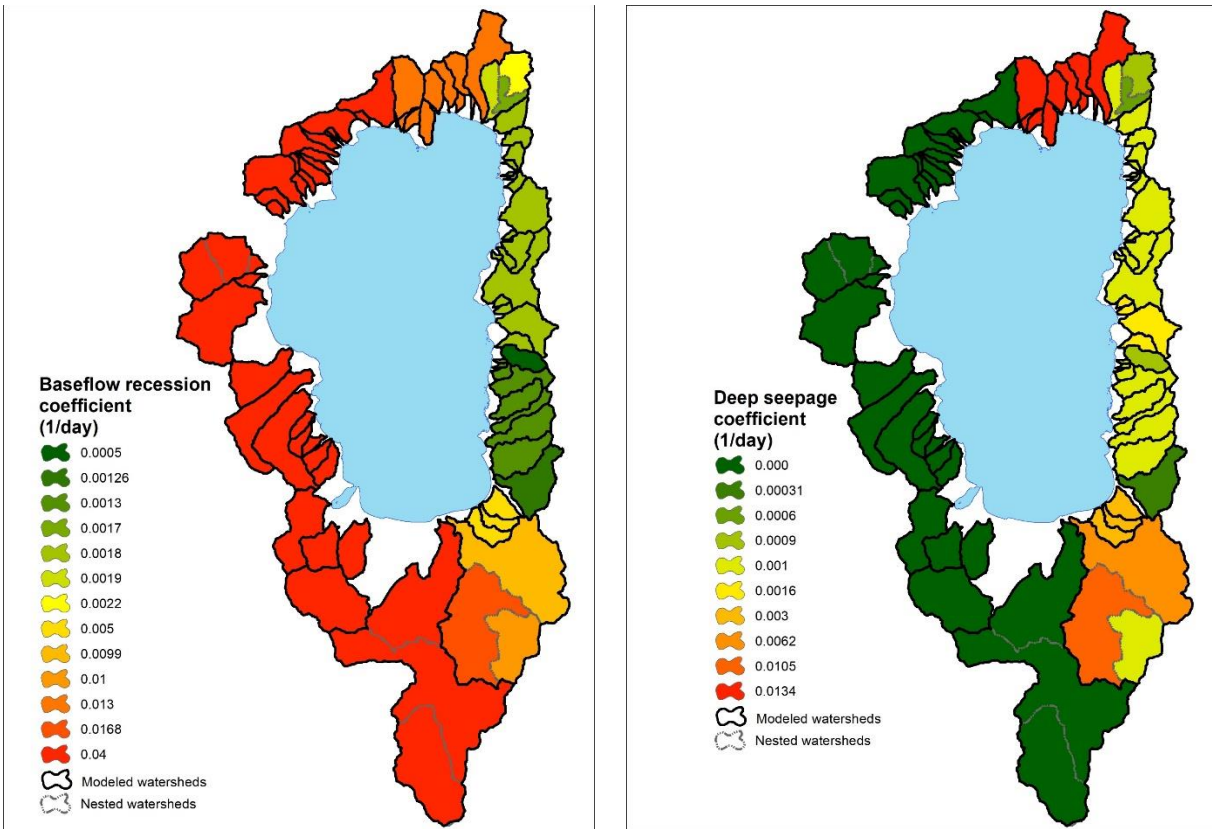 Baseflow recession
coefficient
(1/day)
0.0005
0.00126
0.0013
0.0017
0.0018
0.0019
0.0022
0.005
0.0099
0.01
0.013
0.0168
0.04
Modeled watersheds
Nested watersheds
Deep seepage
coefficient
(1/day)
0.000
0.00031
0.0006
0.0009
0.001
0.0016
0.003
0.0062
0.0105
0.0134
Modeled watersheds
Nested watersheds